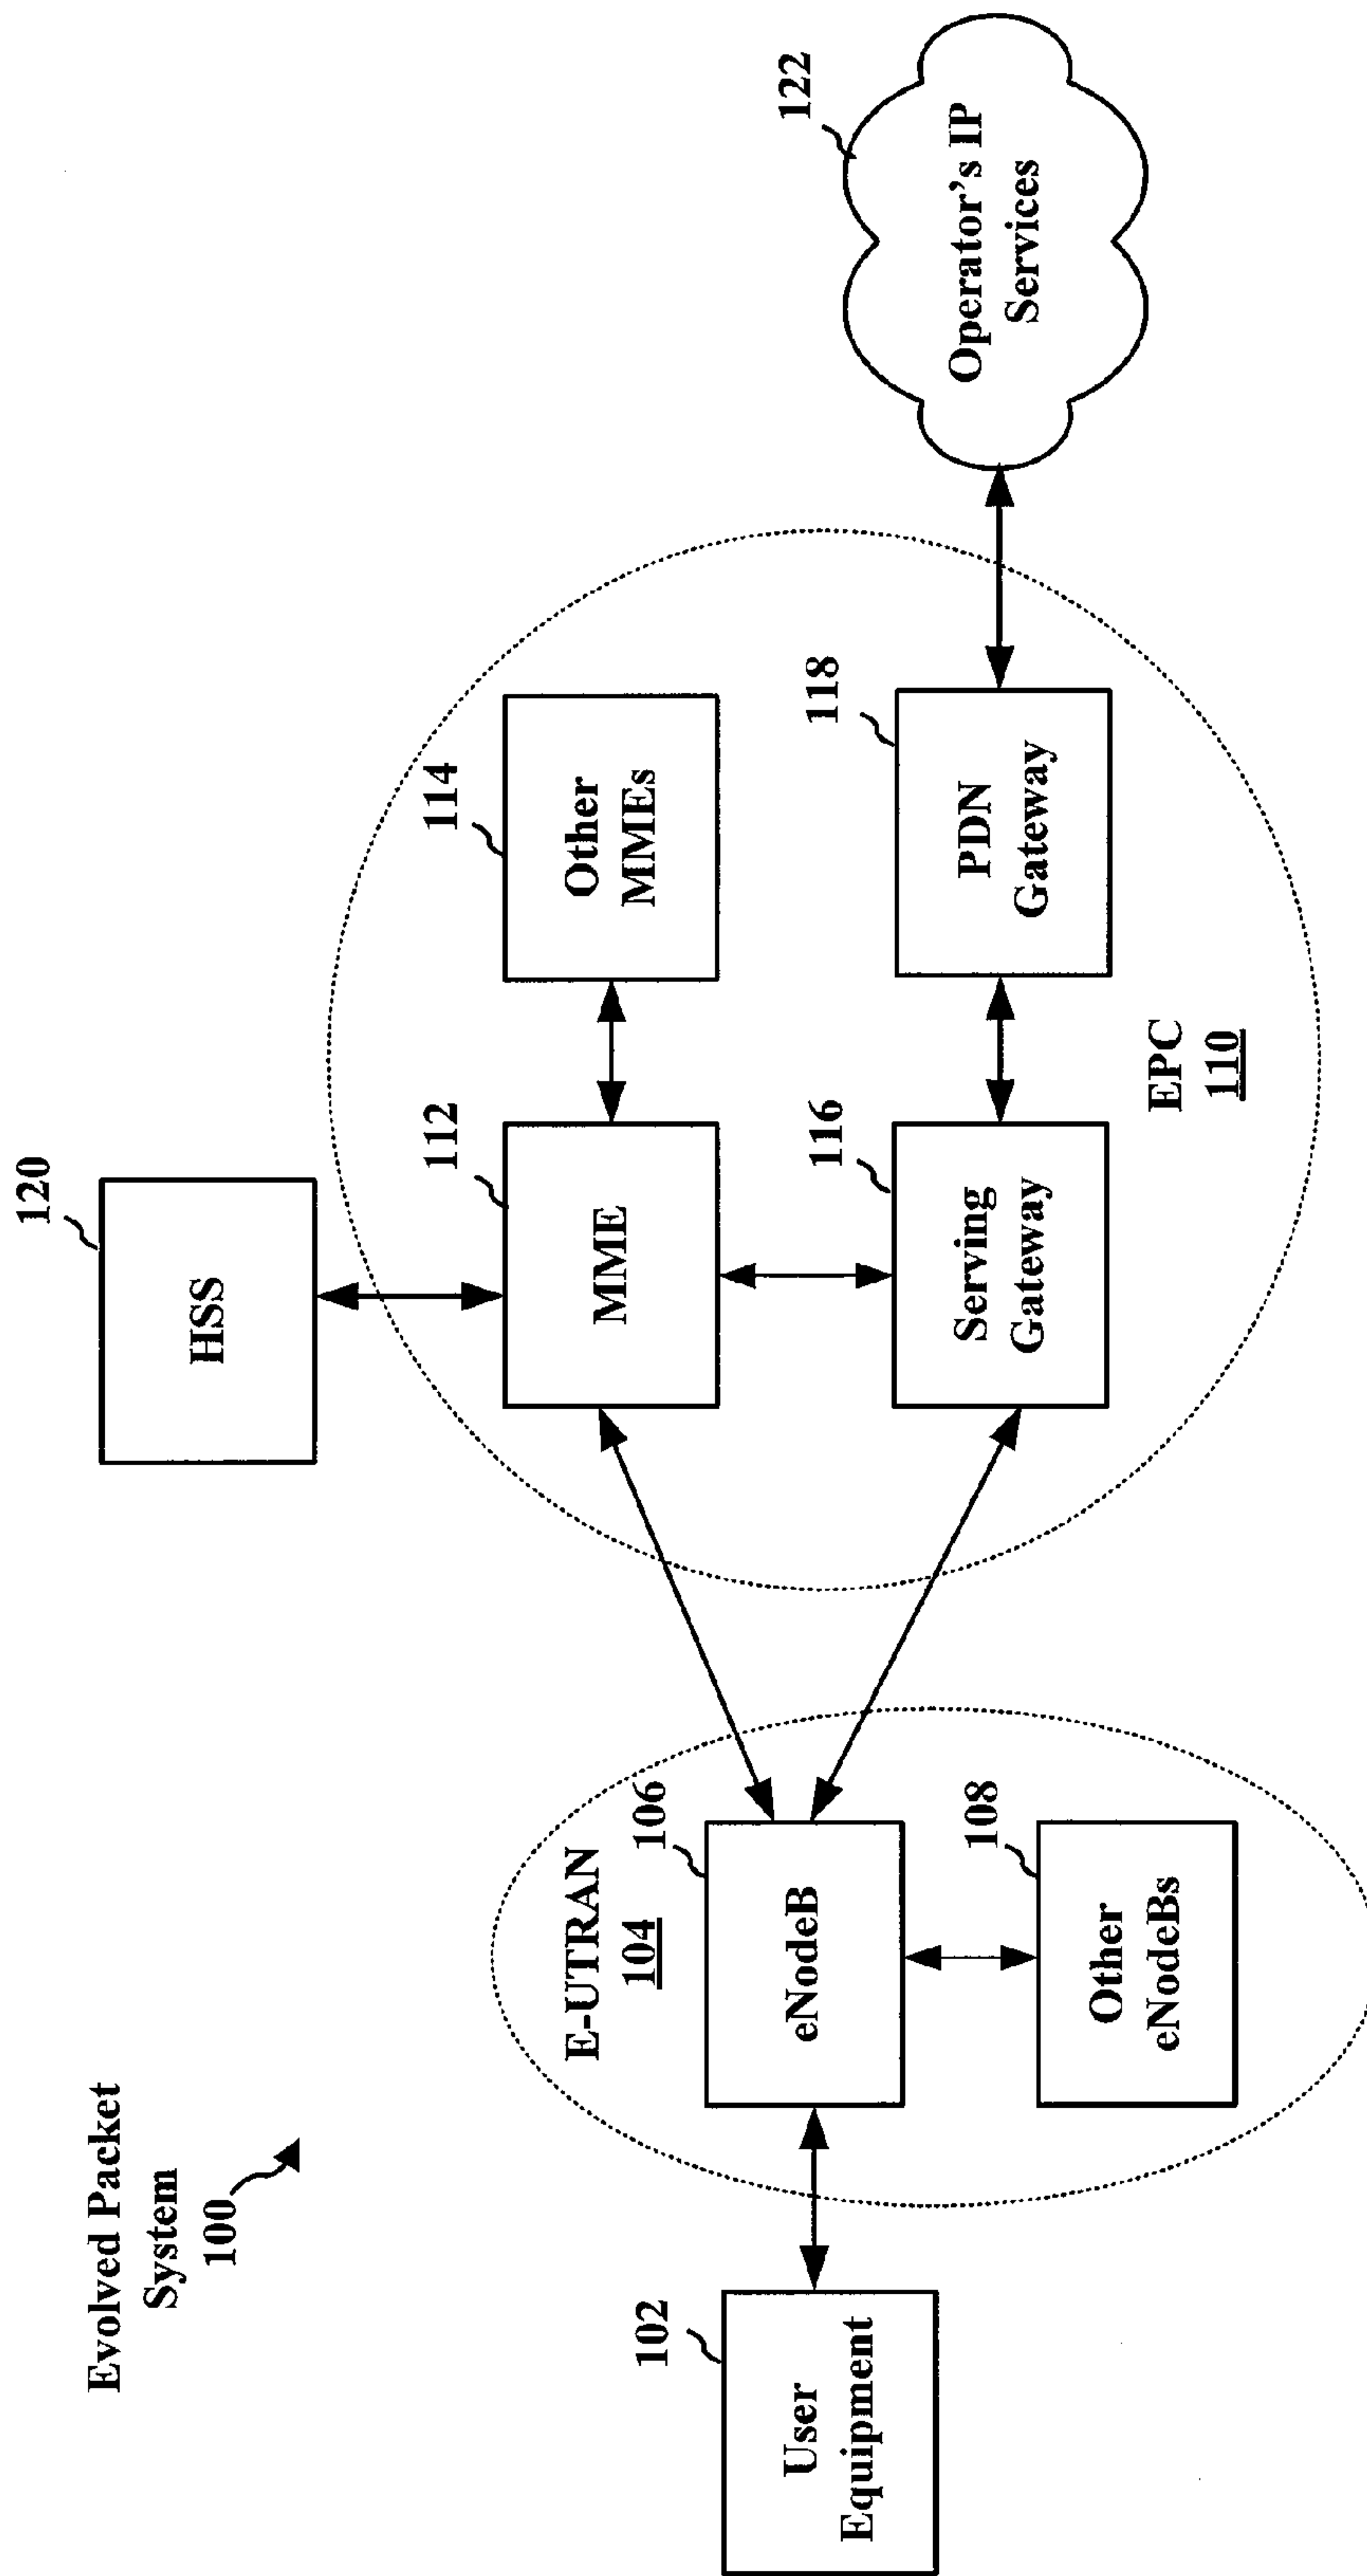 Evolved Packet
System
100
120
HSS
112
MME
114
Other
MMEs
122
Operator's IP
Services
E-UTRAN
104
106
eNodeB
102
User
Equipment
116
Serving
Gateway
118
PDN
Gateway
108
Other
eNodeBs
EPC
110